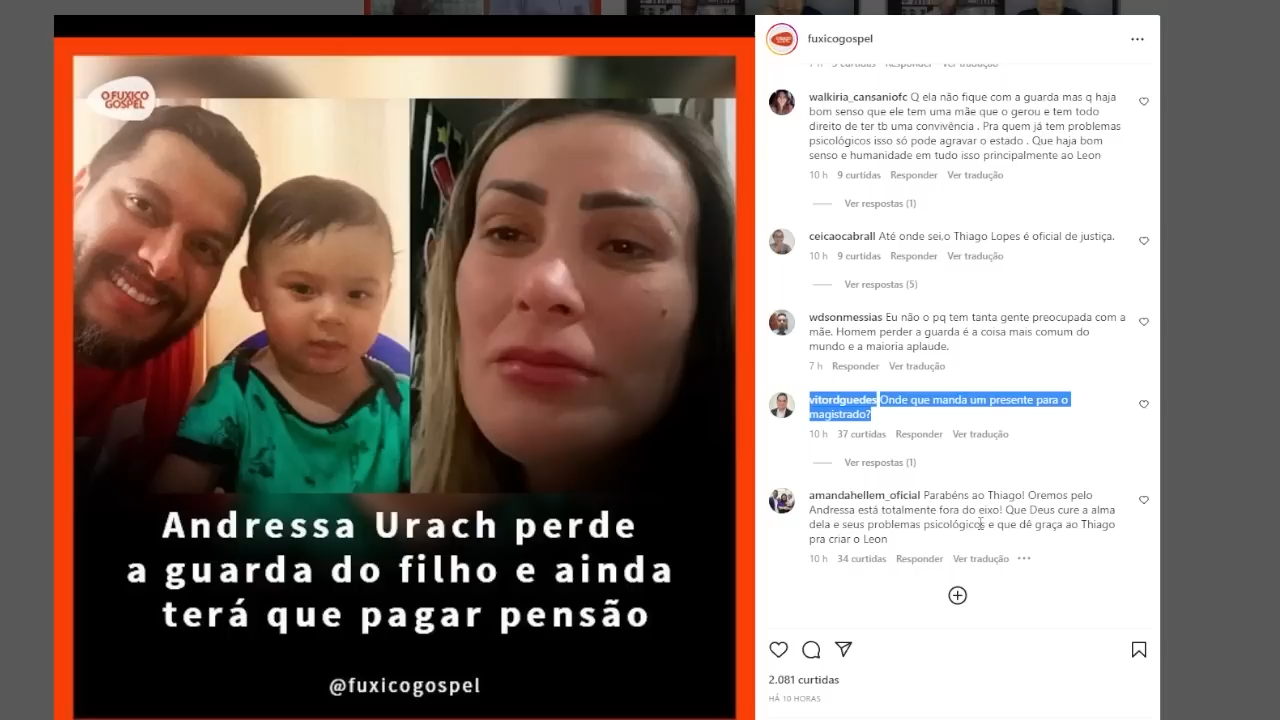 O FUXICO
GOSPEL
Andressa Urach perde
a guarda do filho e ainda
terá que pagar pensão
@fuxicogospel
fuxicogospel
curtidas Responder Ver tradução
walkiria_cansaniofc Q ela não fique com a guarda mas q haja
bom senso que ele tem uma mãe que o gerou e tem todo
direito de ter tb uma convivência . Pra quem já tem problemas
psicológicos isso só pode agravar o estado . Que haja bom
senso e humanidade em tudo isso principalmente ao Leon
10 h 9 curtidas Responder Ver tradução
Ver respostas (1)
ceicaocabrall Até onde sei,o Thiago Lopes é oficial de justiça.
10 h 9 curtidas Responder Ver tradução
Ver respostas (5)
wdsonmessias Eu não o pq tem tanta gente preocupada com a
mãe. Homem perder a guarda é a coisa mais comum do
mundo e a maioria aplaude.
7 h Responder Ver tradução
vitordguedes Onde que manda um presente para o
magistrado?
10 h 37 curtidas Responder Ver tradução
Ver respostas (1)
amandahellem_oficial Parabéns ao Thiago! Oremos pelo
Andressa está totalmente fora do eixo! Que Deus cure a alma
dela e seus problemas psicológicos e que dê graça ao Thiago
pra criar o Leon
10 h 34 curtidas Responder Ver tradução
2.081 curtidas
HÁ 10 HORAS